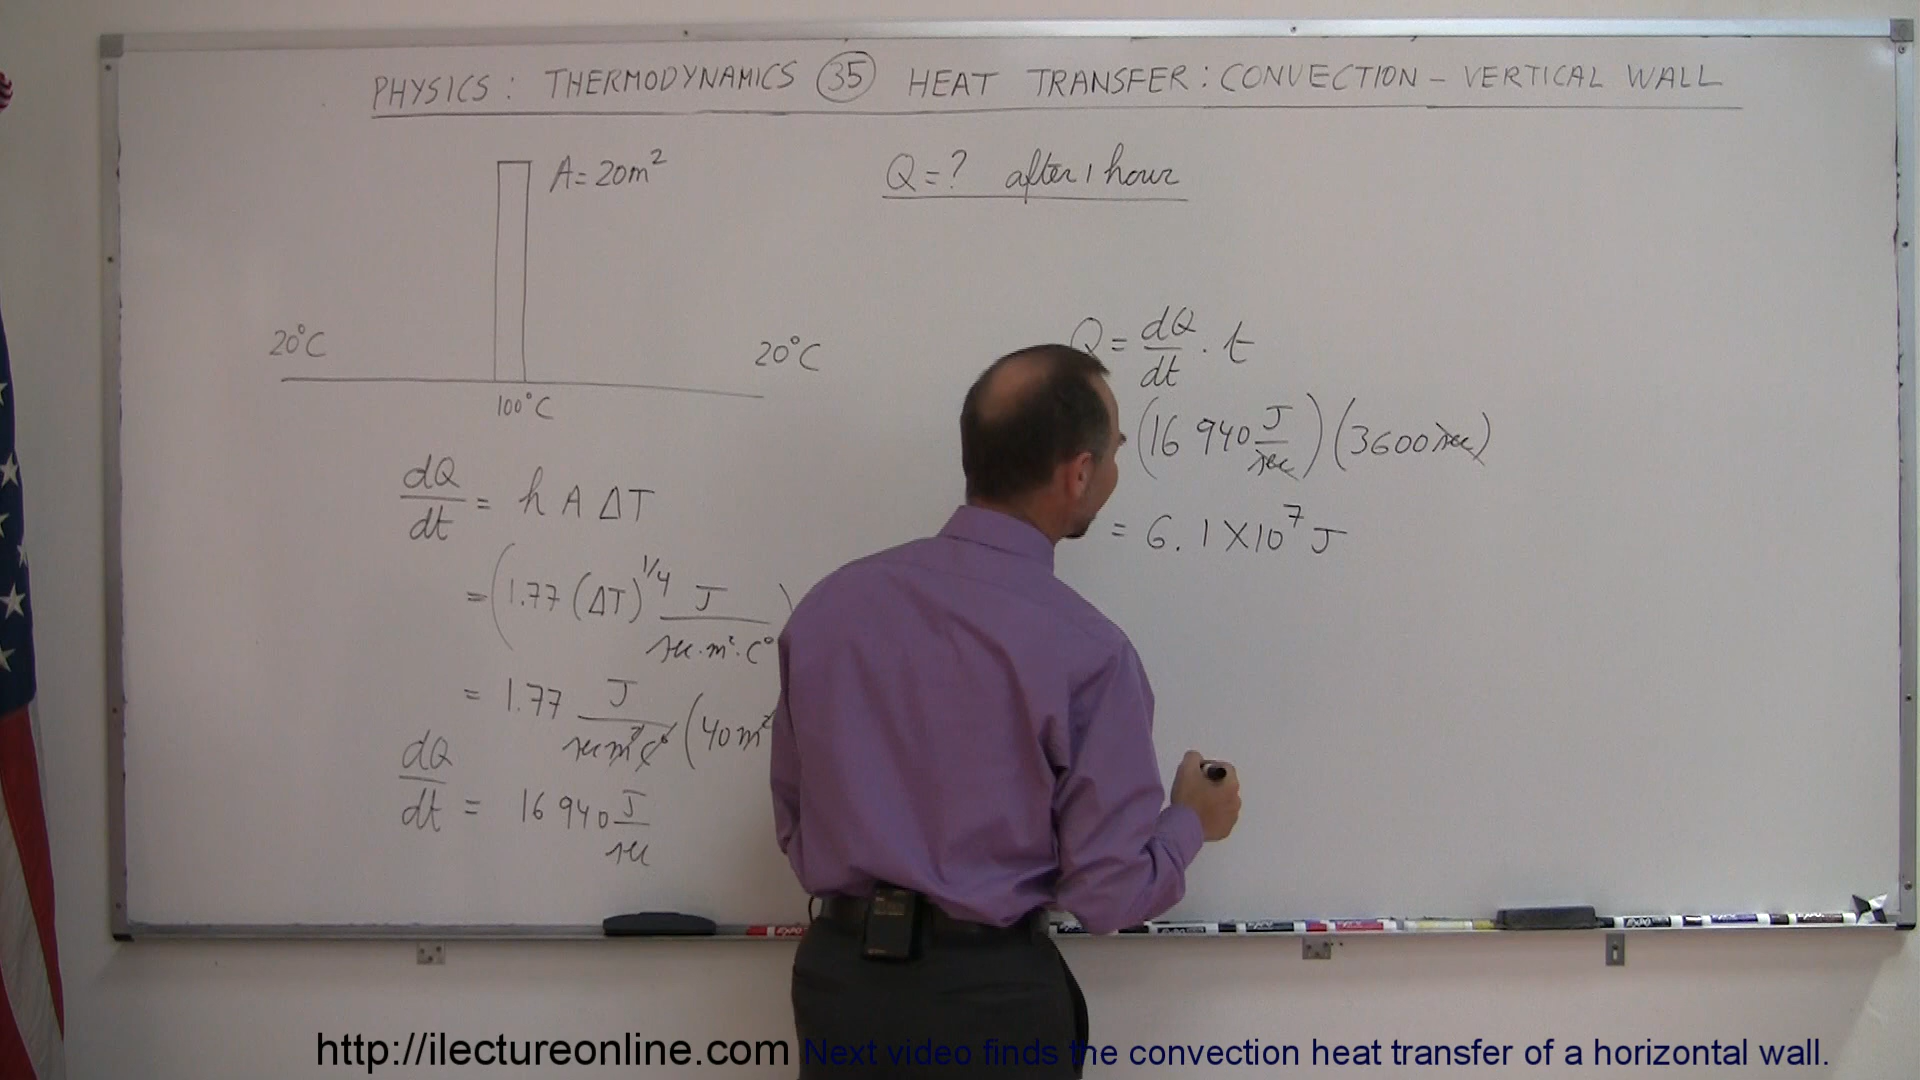 PHYSICS: THERMODYNAMICS 35 HEAT TRANSFER: CONVECTION - VERTICAL WALL
A=20m²
Q=? after 1 hour
20°C
20°C
100°C
dQ/dt = h A ΔT
= (1.77 (ΔT)^1/4 J/sec·m²·C°)
= 1.77 J/sec m² C° (40m²
dQ/dt = 16 940 J/sec
Q = dQ/dt · t
(16 940 J/sec) (3600 sec)
= 6.1 X 10⁷ J
http://ilectureonline.com Next video finds the convection heat transfer of a horizontal wall.